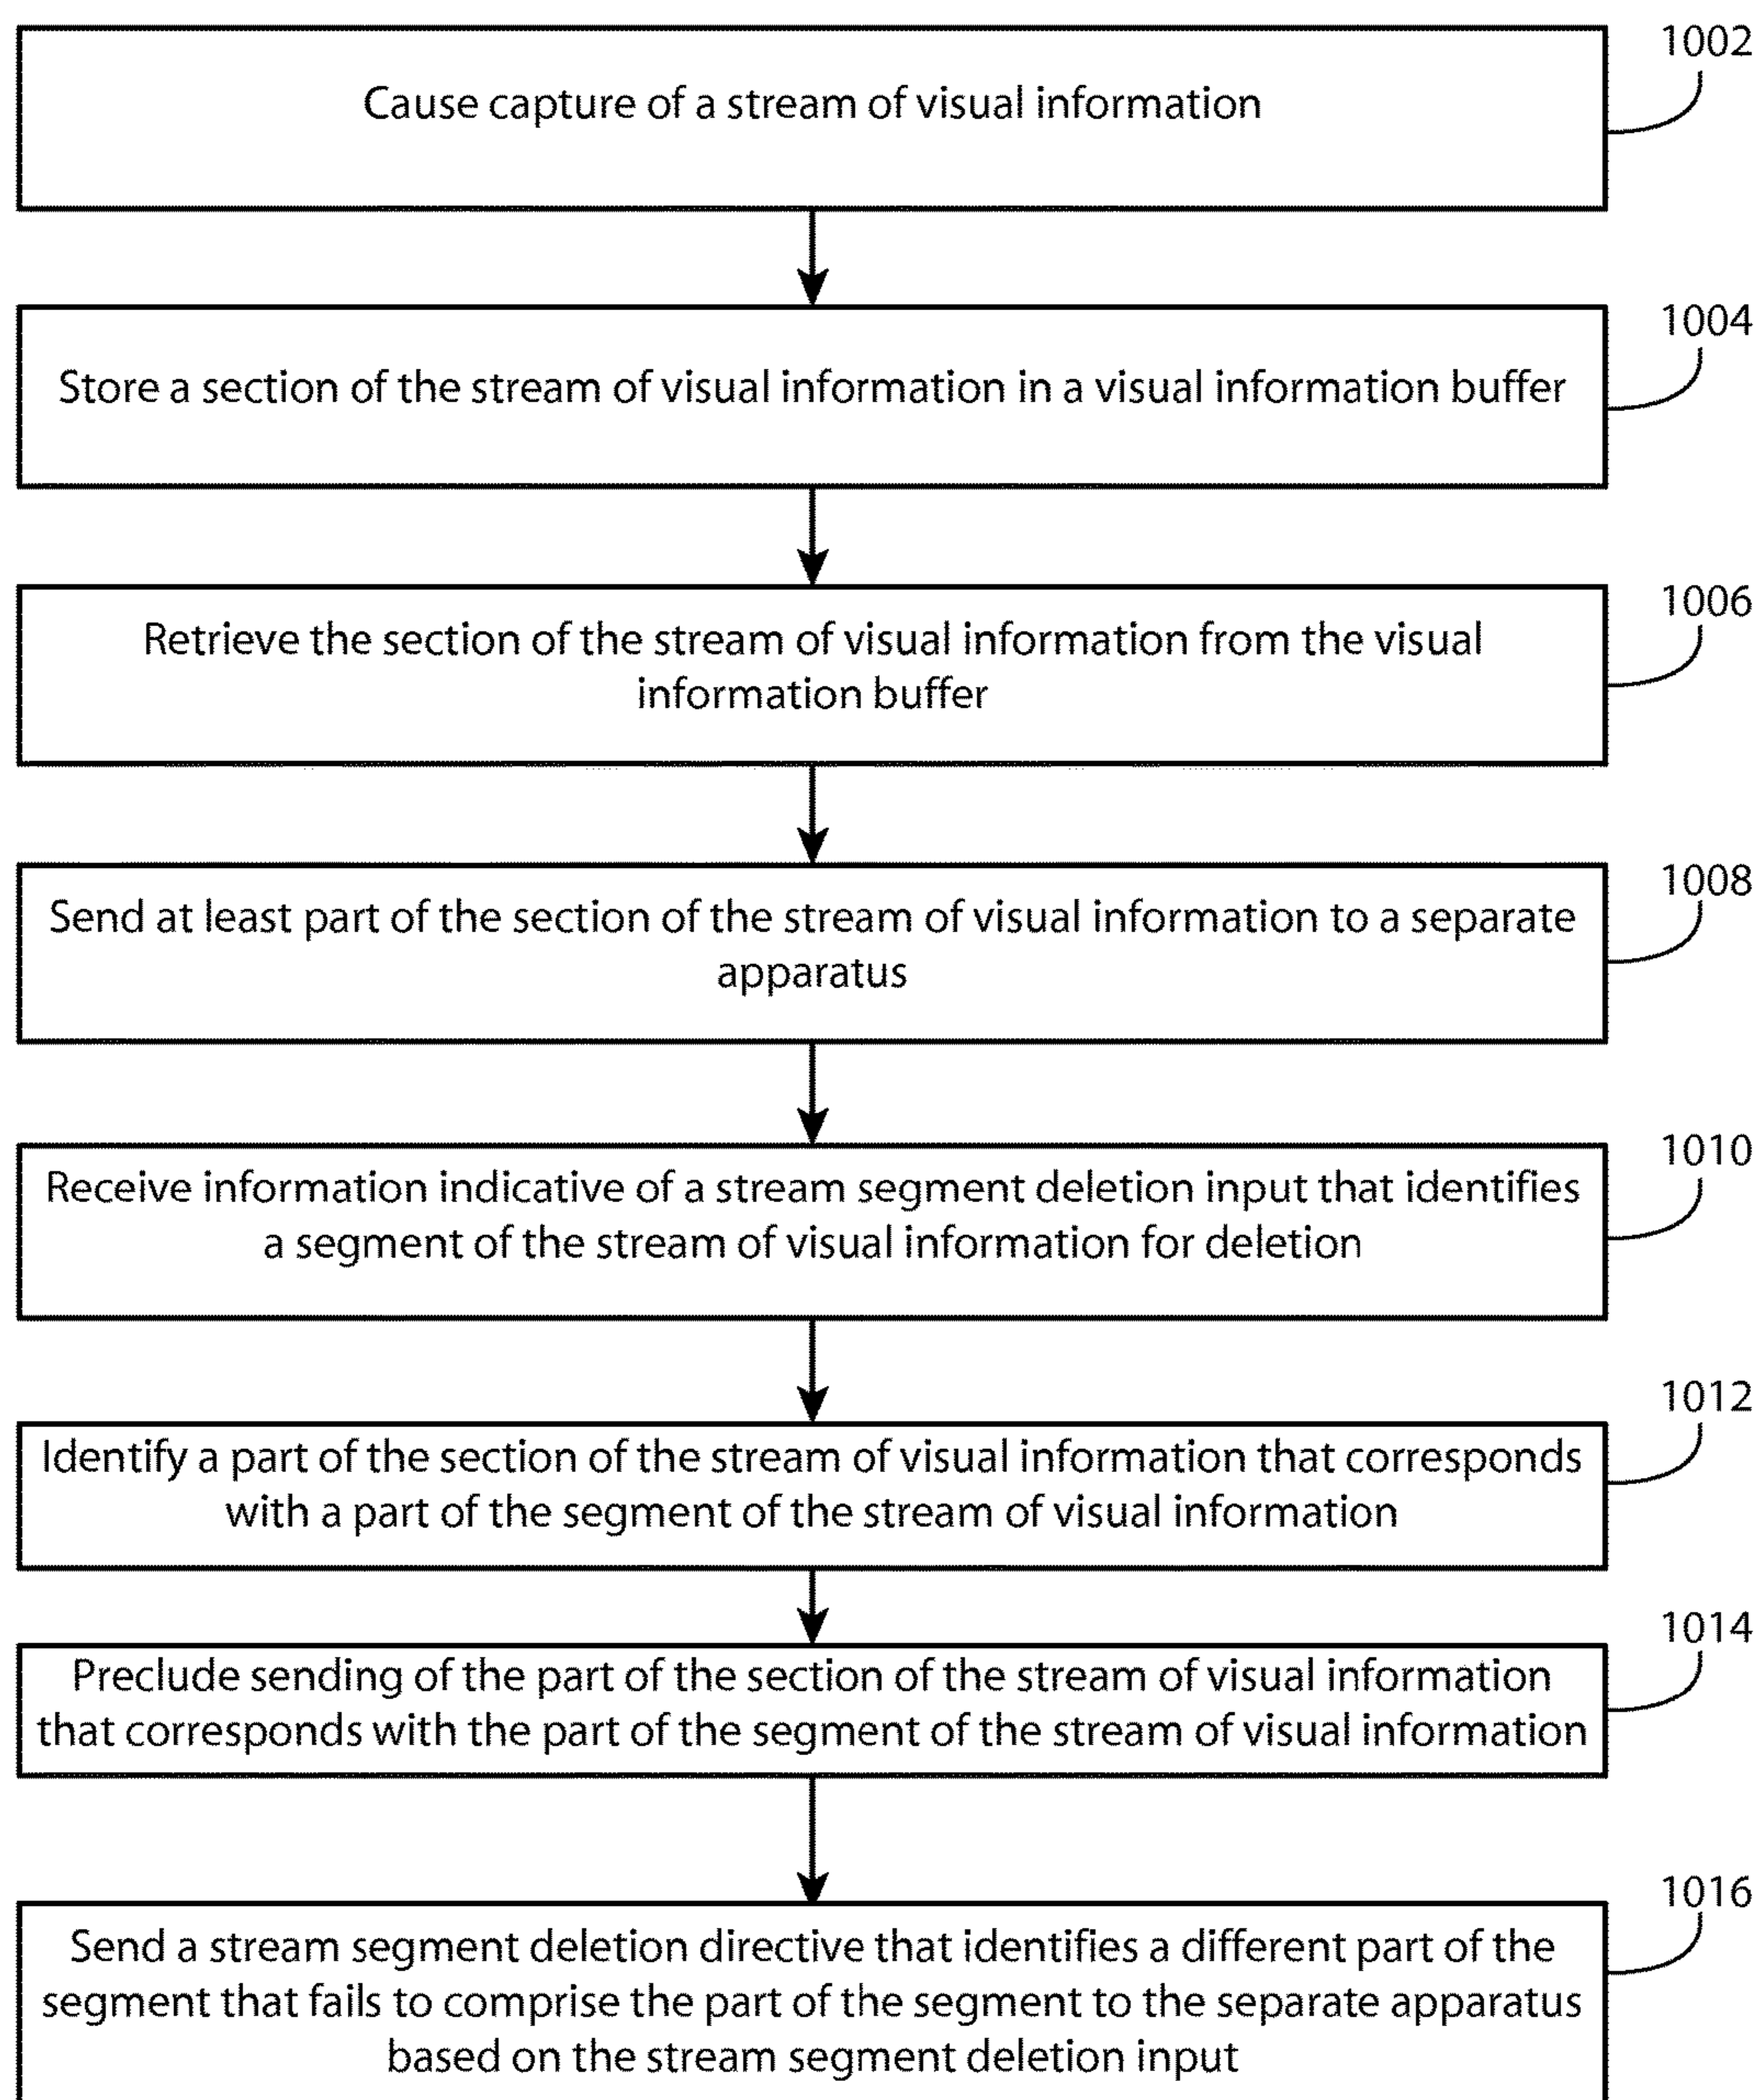 1002
Cause capture of a stream of visual information
1004
Store a section of the stream of visual information in a visual information buffer
1006
Retrieve the section of the stream of visual information from the visual
information buffer
1008
Send at least part of the section of the stream of visual information to a separate
apparatus
1010
Receive information indicative of a stream segment deletion input that identifies
a segment of the stream of visual information for deletion
1012
Identify a part of the section of the stream of visual information that corresponds
with a part of the segment of the stream of visual information
1014
Preclude sending of the part of the section of the stream of visual information
that corresponds with the part of the segment of the stream of visual information
1016
Send a stream segment deletion directive that identifies a different part of the
segment that fails to comprise the part of the segment to the separate apparatus
based on the stream segment deletion input